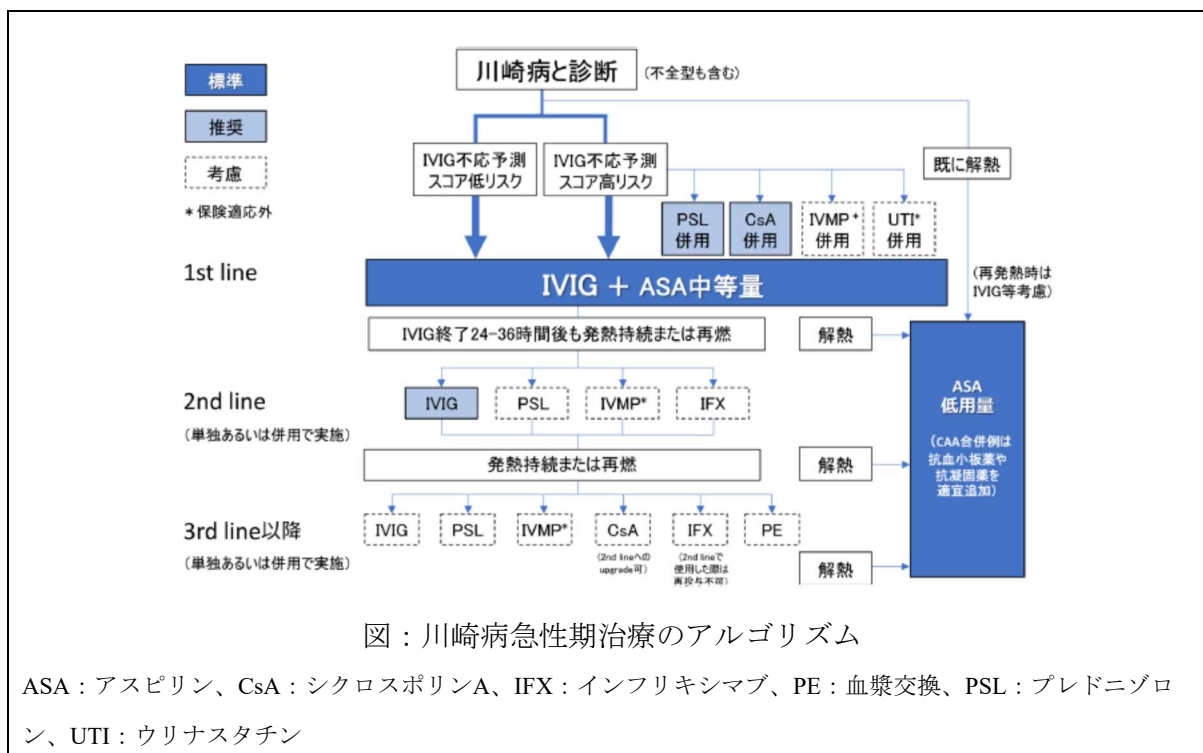 川崎病と診断 (不全型も含む)
標準
推奨
考慮
*保険適応外
IVIG不応予測
スコア低リスク
IVIG不応予測
スコア高リスク
既に解熱
PSL
併用
CsA
併用
IVMP*
併用
UTI*
併用
1st line
IVIG + ASA中等量
(再発熱時は
IVIG等考慮)
IVIG終了24-36時間後も発熱持続または再燃
解熱
2nd line
(単独あるいは併用で実施)
IVIG
PSL
IVMP*
IFX
ASA
低用量
(CAA合併例は
抗血小板薬や
抗凝固薬を
適宜追加)
発熱持続または再燃
解熱
3rd line以降
(単独あるいは併用で実施)
IVIG
PSL
IVMP*
CsA
IFX
PE
(2nd lineへの
upgrade可)
(2nd lineで
使用した際は
再投与不可)
解熱
図：川崎病急性期治療のアルゴリズム
ASA：アスピリン、CsA：シクロスポリンA、IFX：インフリキシマブ、PE：血漿交換、PSL：プレドニゾロ
ン、UTI：ウリナスタチン